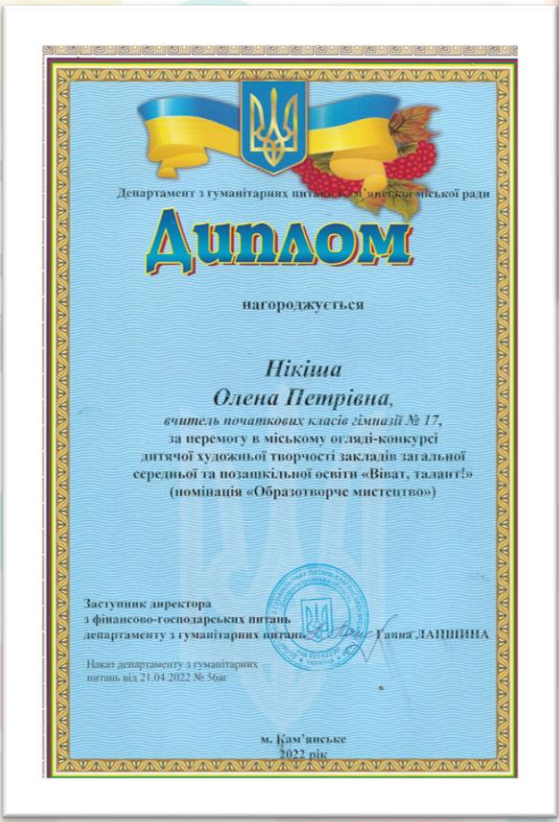 Департамент з гуманітарних питань Кам’янської міської ради
Диплом
нагороджується
Нікіша
Олена Петрівна,
вчитель початкових класів гімназії № 17,
за перемогу в міському огляді-конкурсі
дитячої художньої творчості закладів загальної
середньої та позашкільної освіти «Віват, талант!»
(номінація «Образотворче мистецтво»)
Заступник директора
з фінансово-господарських питань
департаменту з гуманітарних питань Ганна ЛАПШИНА
Наказ департаменту з гуманітарних
питань від 21.04.2022 № 56аг
м. Кам’янське
2022 рік